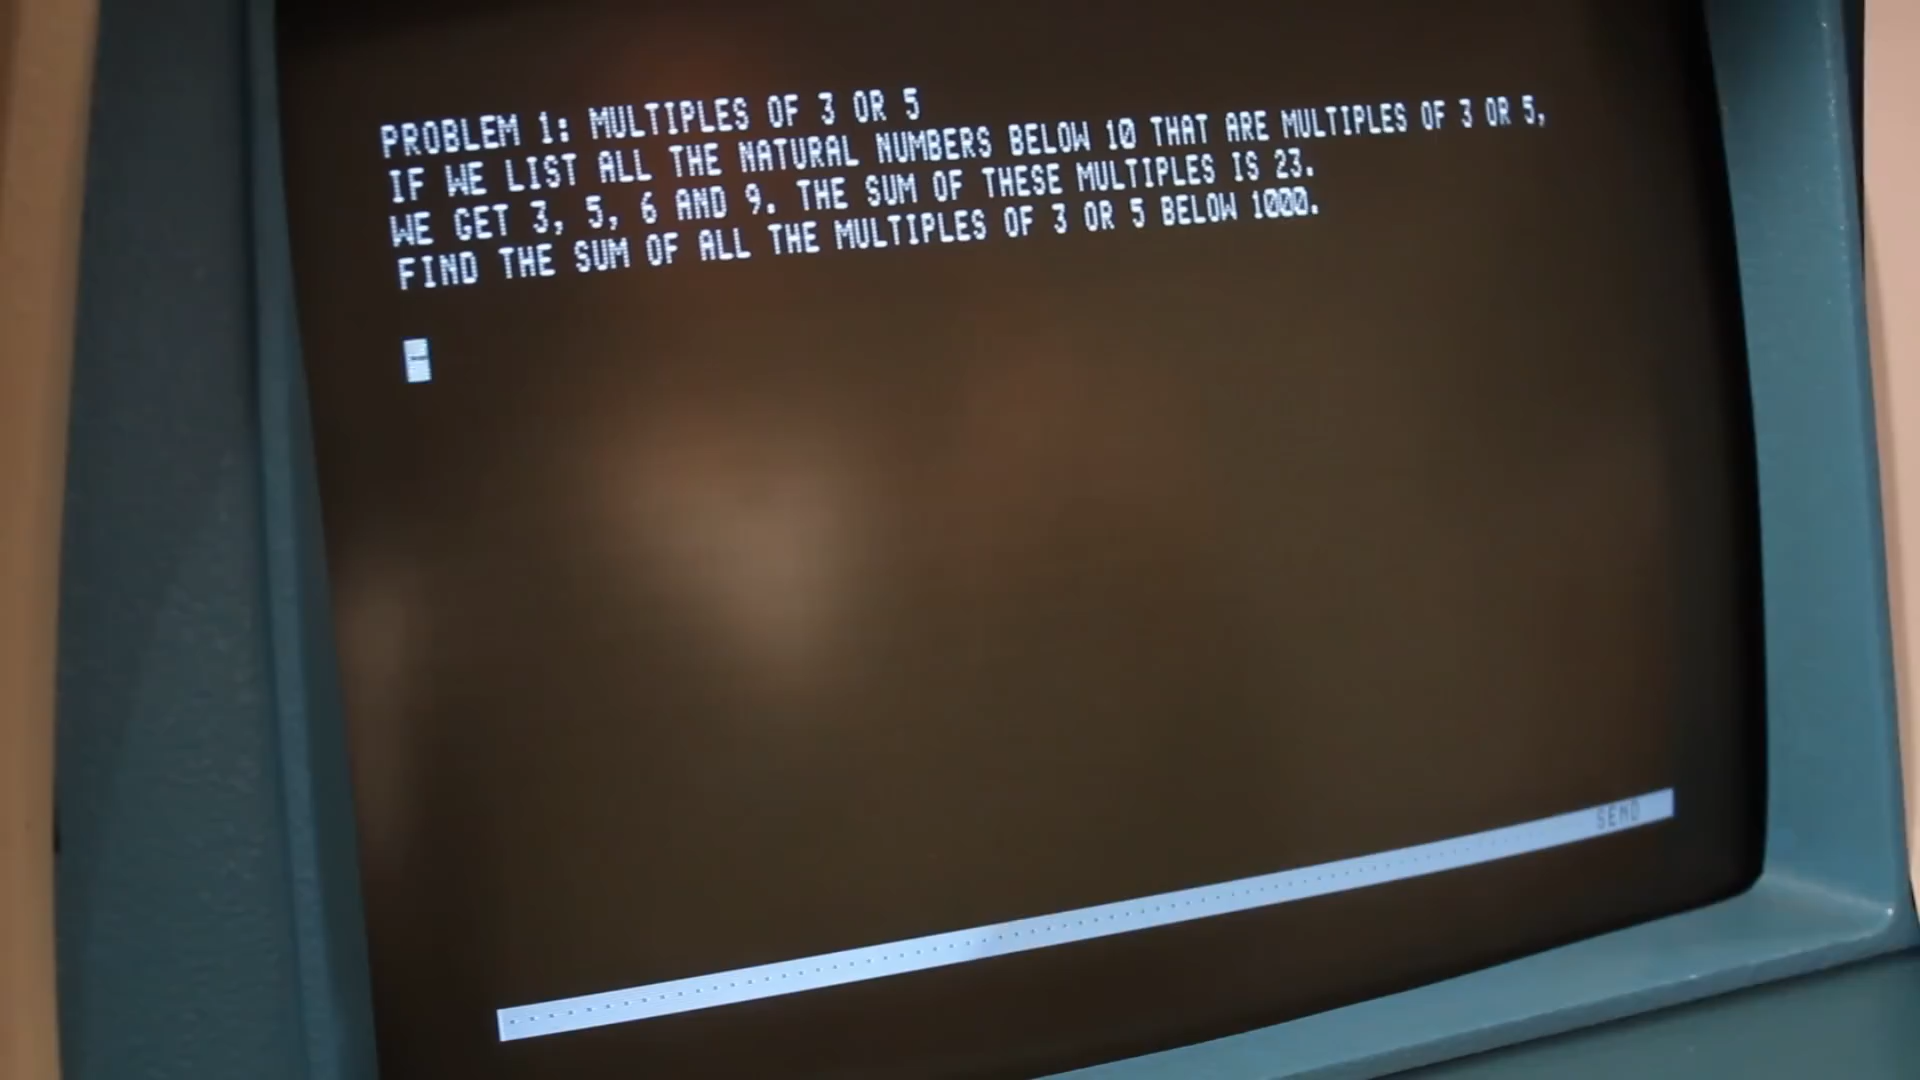 PROBLEM 1: MULTIPLES OF 3 OR 5
IF WE LIST ALL THE NATURAL NUMBERS BELOW 10 THAT ARE MULTIPLES OF 3 OR 5,
WE GET 3, 5, 6 AND 9. THE SUM OF THESE MULTIPLES IS 23.
FIND THE SUM OF ALL THE MULTIPLES OF 3 OR 5 BELOW 1000.
SEND